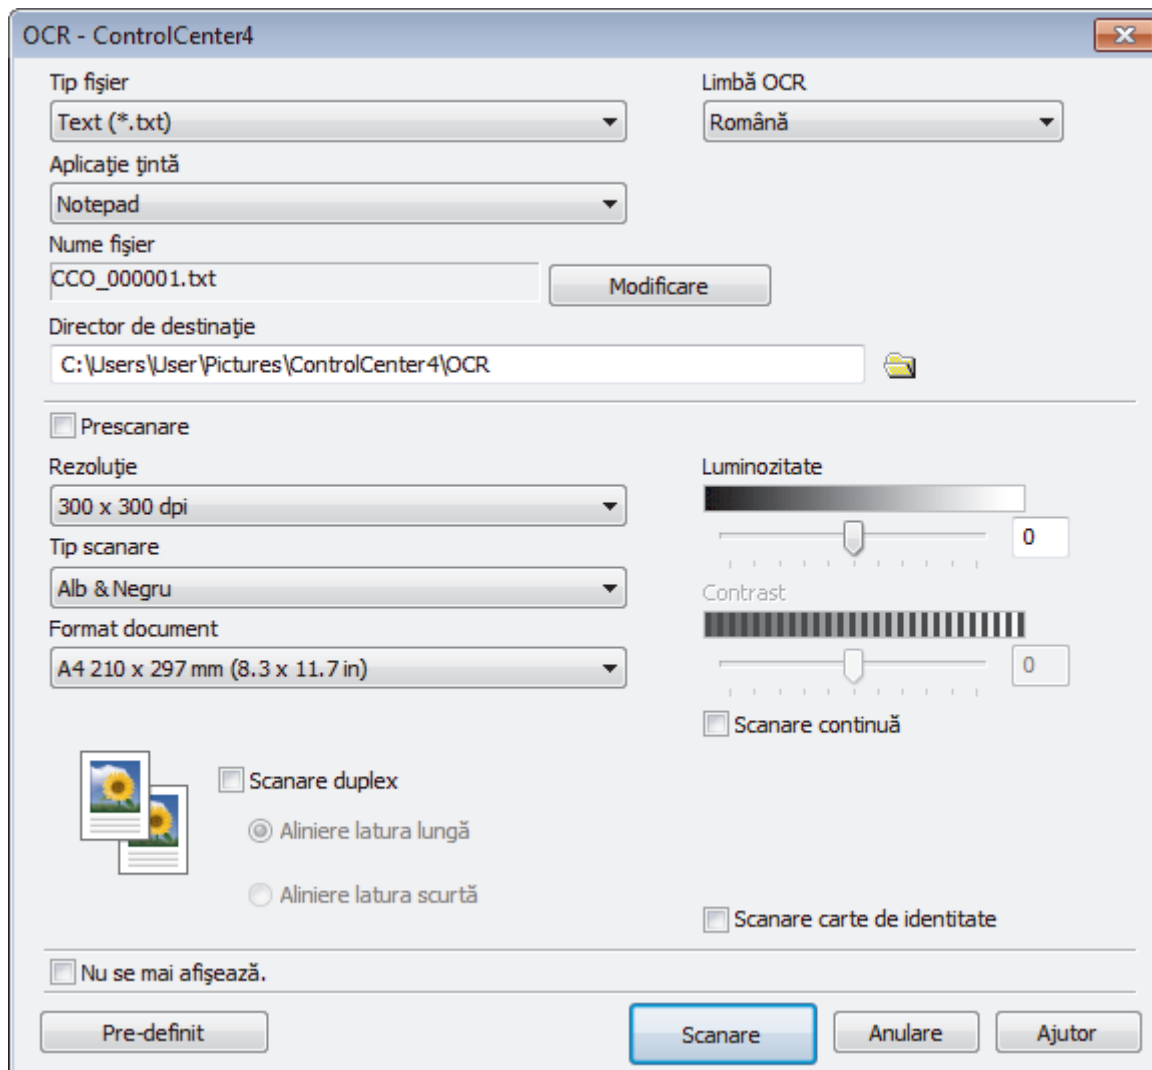 OCR - ControlCenter4
Tip fişier
Limbă OCR
Text (*.txt)
Română
Aplicaţie ţintă
Notepad
Nume fişier
CCO_000001.txt
Modificare
Director de destinaţie
C:\Users\User\Pictures\ControlCenter4\OCR
Prescanare
Rezoluţie
Luminozitate
300 x 300 dpi
0
Tip scanare
Alb & Negru
Contrast
Format document
A4 210 x 297 mm (8.3 x 11.7 in)
0
Scanare continuă
Scanare duplex
Aliniere latura lungă
Aliniere latura scurtă
Scanare carte de identitate
Nu se mai afişează.
Pre-definit
Scanare
Anulare
Ajutor